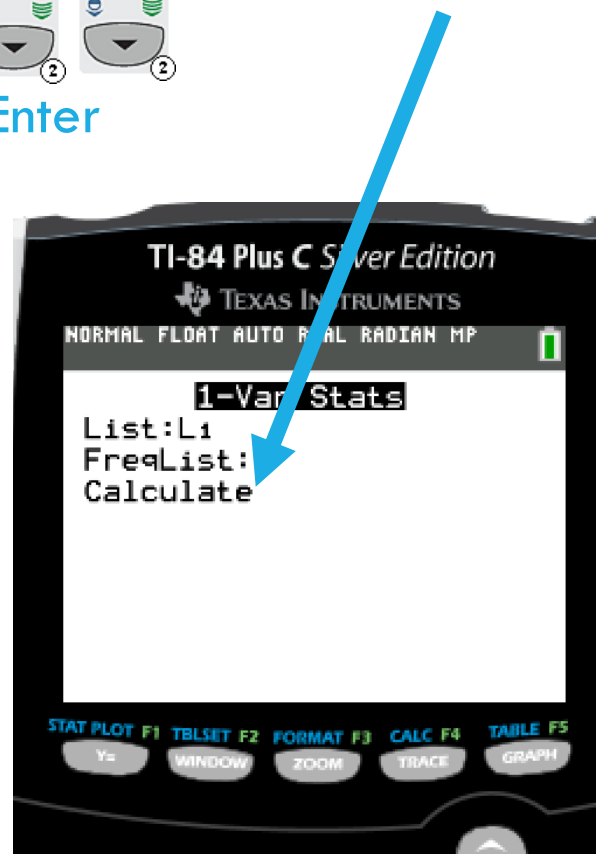 2 2
Enter
TI-84 Plus C Silver Edition
TEXAS INSTRUMENTS
NORMAL FLOAT AUTO REAL RADIAN MP
1-Var Stats
List:L1
FreqList:
Calculate
STAT PLOT F1 TBLSET F2 FORMAT F3 CALC F4 TABLE F5
Y= WINDOW ZOOM TRACE GRAPH